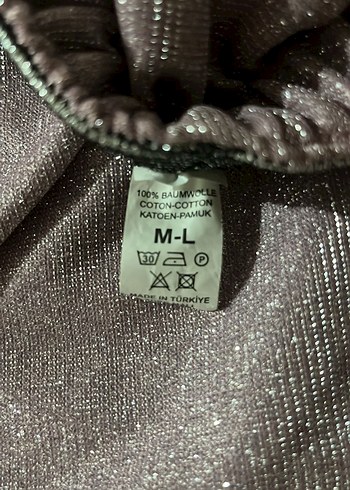 100% BAUMWOLLE
COTON-COTTON
KATOEN-PAMUK
M-L
30 P
MADE IN TÜRKİYE